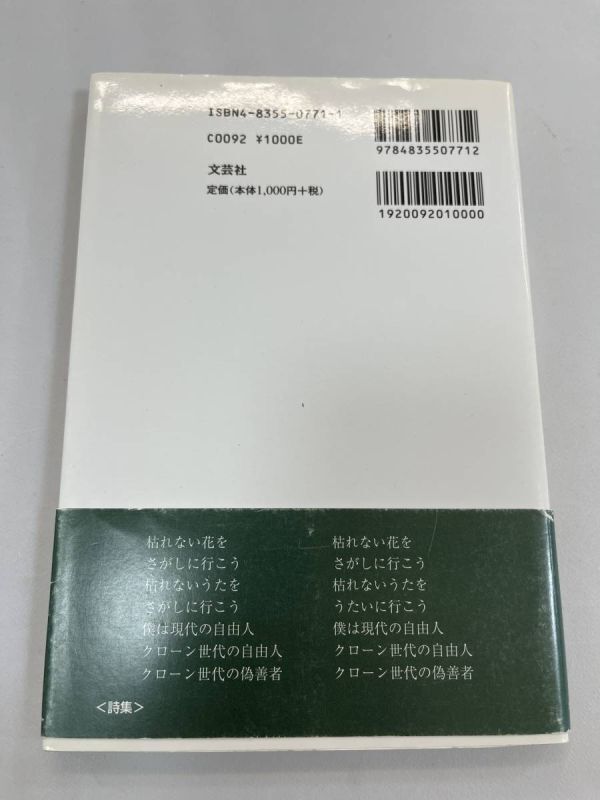 ISBN4-8355-0771-1
C0092 ¥1000E
文芸社
定価(本体1,000円+税)
9784835507712
1920092010000
枯れない花を
さがしに行こう
枯れないうたを
さがしに行こう
僕は現代の自由人
クローン世代の自由人
クローン世代の偽善者
枯れない花を
さがしに行こう
枯れないうたを
うたいに行こう
僕は現代の自由人
クローン世代の自由人
クローン世代の偽善者
＜詩集＞